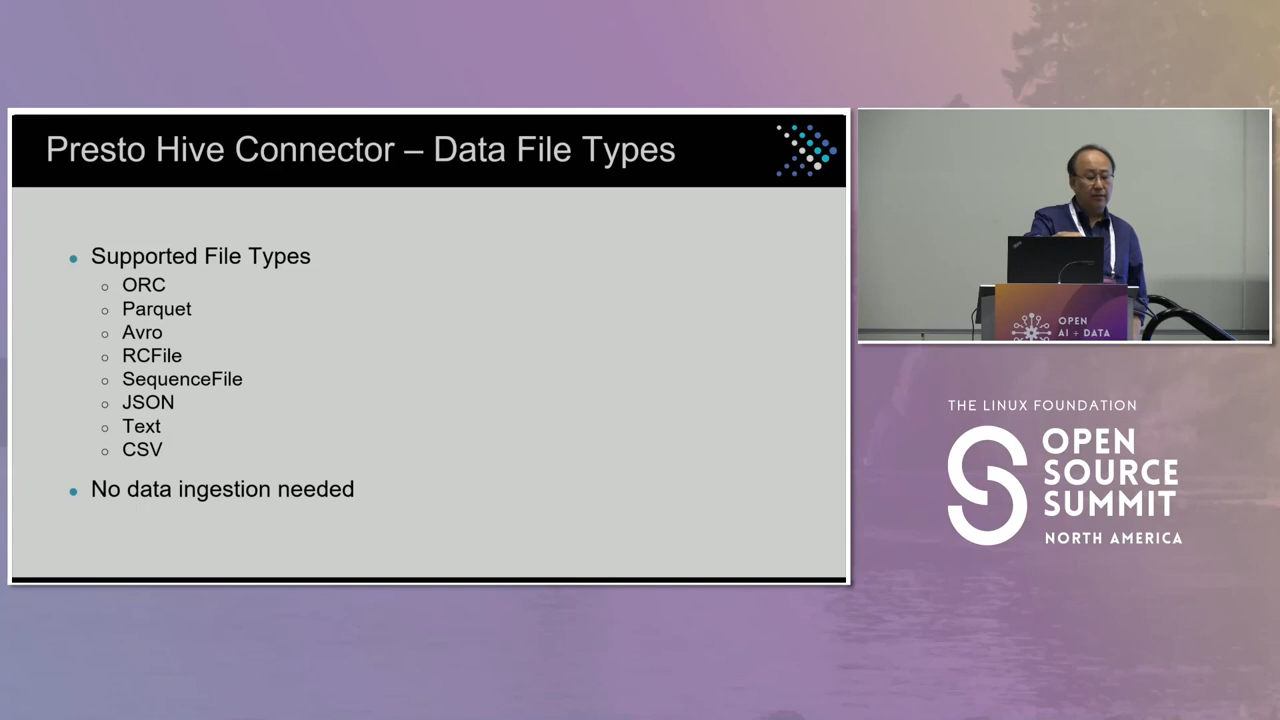 Presto Hive Connector – Data File Types
• Supported File Types
○ ORC
○ Parquet
○ Avro
○ RCFile
○ SequenceFile
○ JSON
○ Text
○ CSV
• No data ingestion needed
OPEN
AI + DATA
THE LINUX FOUNDATION
OPEN
SOURCE
SUMMIT
NORTH AMERICA